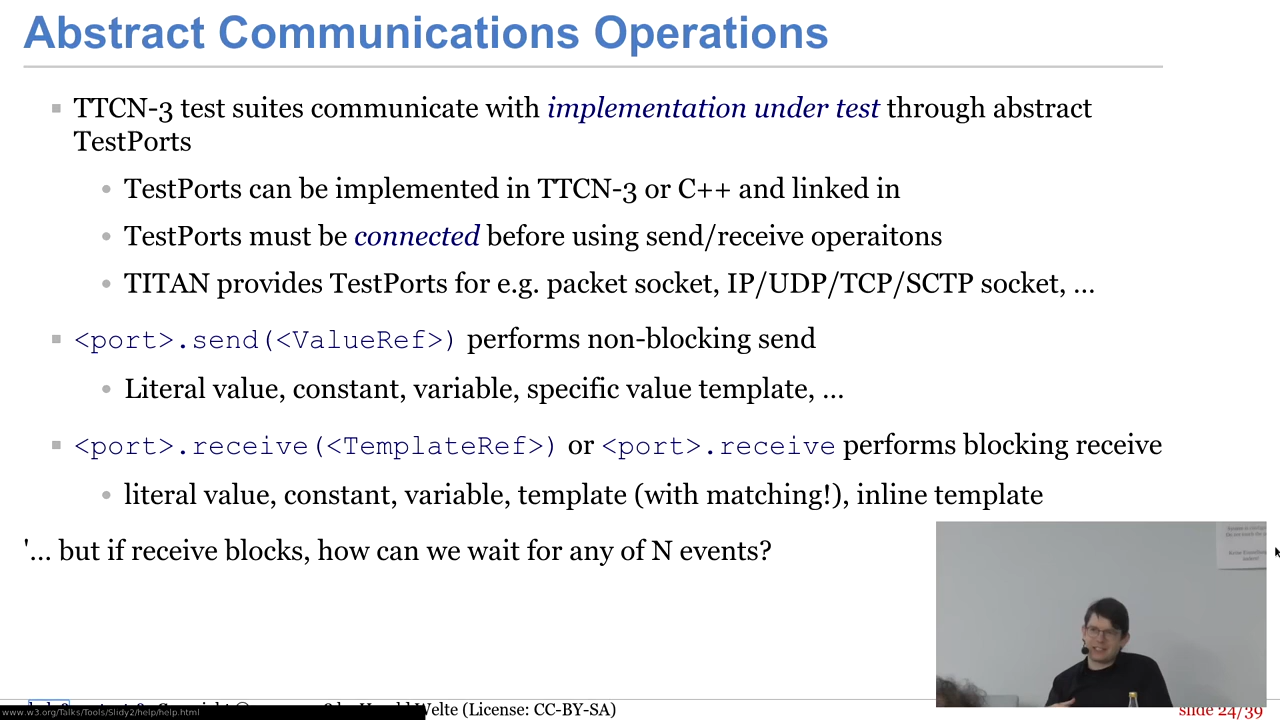 Abstract Communications Operations
TTCN-3 test suites communicate with implementation under test through abstract
TestPorts
TestPorts can be implemented in TTCN-3 or C++ and linked in
TestPorts must be connected before using send/receive operaitons
TITAN provides TestPorts for e.g. packet socket, IP/UDP/TCP/SCTP socket, ...
<port>.send(<ValueRef>) performs non-blocking send
Literal value, constant, variable, specific value template, ...
<port>.receive(<TemplateRef>) or <port>.receive performs blocking receive
literal value, constant, variable, template (with matching!), inline template
'... but if receive blocks, how can we wait for any of N events?
Welte (License: CC-BY-SA)
slide 24/39
www.w3.org/Talks/Tools/Slidy2/help/help.html